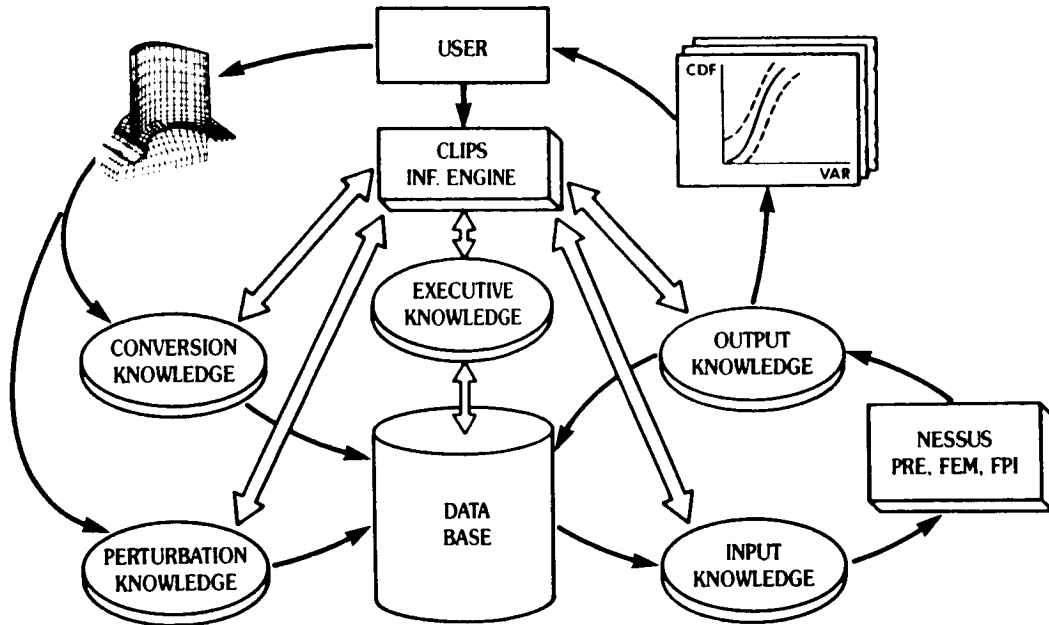 USER
CDF
VAR
CLIPS
INF. ENGINE
EXECUTIVE
KNOWLEDGE
CONVERSION
KNOWLEDGE
OUTPUT
KNOWLEDGE
NESSUS
PRE, FEM, FPI
DATA
BASE
PERTURBATION
KNOWLEDGE
INPUT
KNOWLEDGE